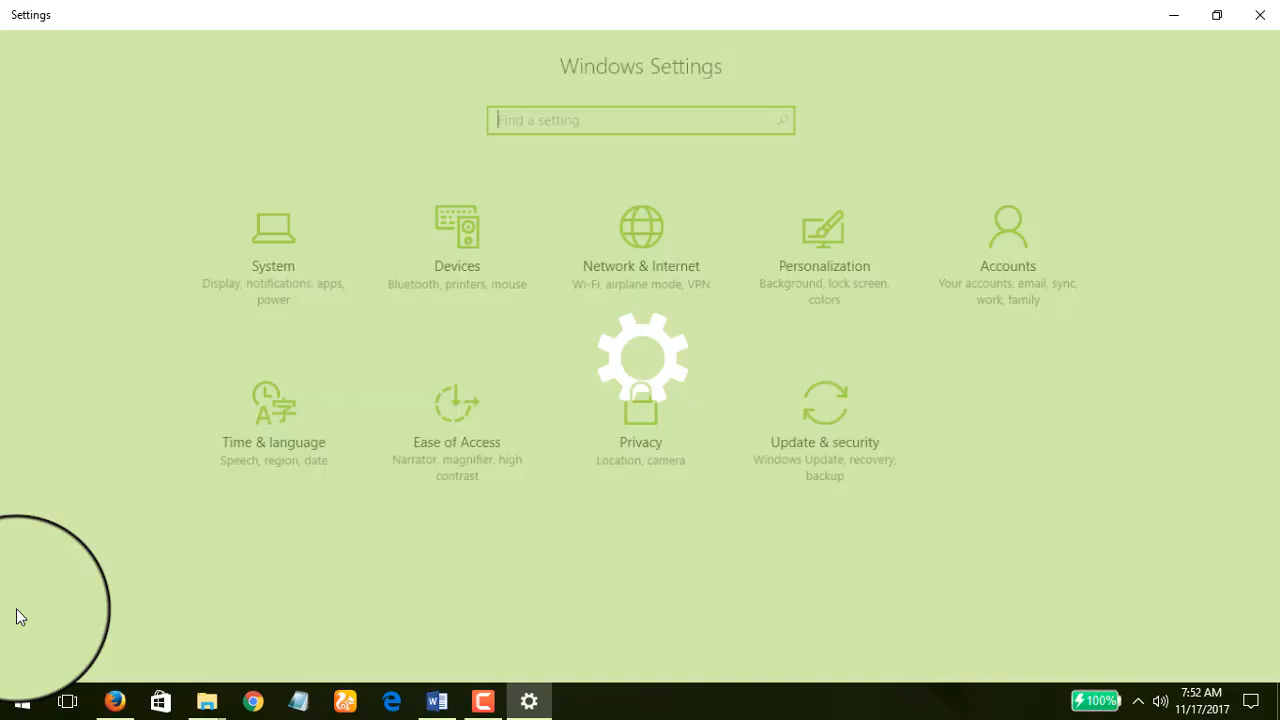 Settings
Windows Settings
Find a setting
System
Display, notifications, apps,
power
Devices
Bluetooth, printers, mouse
Network & Internet
Wi-Fi, airplane mode, VPN
Personalization
Background, lock screen,
colors
Accounts
Your accounts, email, sync,
work, family
Time & language
Speech, region, date
Ease of Access
Narrator, magnifier, high
contrast
Privacy
Location, camera
Update & security
Windows Update, recovery,
backup
100%
7:52 AM
11/17/2017